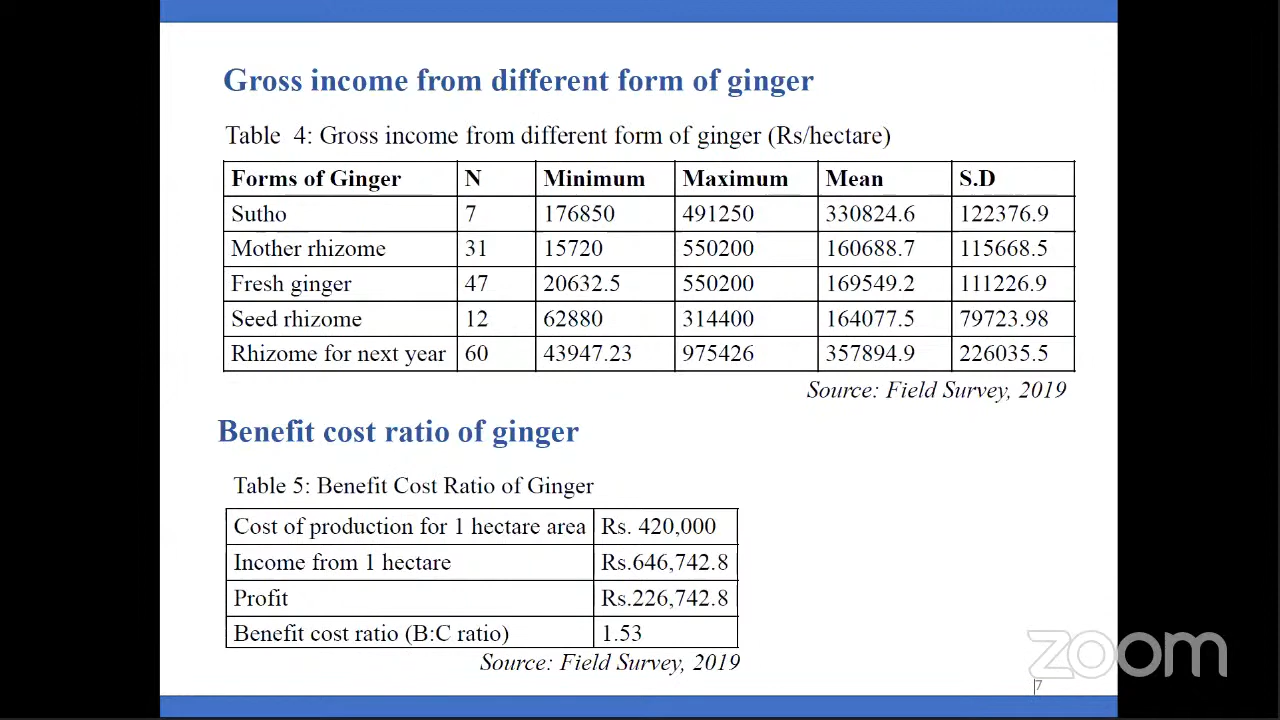 Gross income from different form of ginger
Table 4: Gross income from different form of ginger (Rs/hectare)
Forms of Ginger N Minimum Maximum Mean S.D
Sutho 7 176850 491250 330824.6 122376.9
Mother rhizome 31 15720 550200 160688.7 115668.5
Fresh ginger 47 20632.5 550200 169549.2 111226.9
Seed rhizome 12 62880 314400 164077.5 79723.98
Rhizome for next year 60 43947.23 975426 357894.9 226035.5
Source: Field Survey, 2019
Benefit cost ratio of ginger
Table 5: Benefit Cost Ratio of Ginger
Cost of production for 1 hectare area Rs. 420,000
Income from 1 hectare Rs.646,742.8
Profit Rs.226,742.8
Benefit cost ratio (B:C ratio) 1.53
Source: Field Survey, 2019
zoom
7